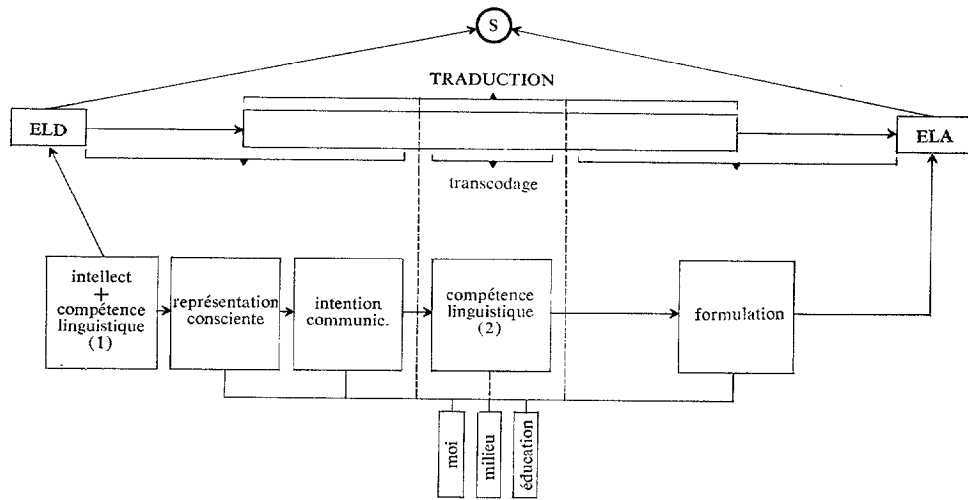 S
TRADUCTION
ELD
ELA
transcodage
intellect
+
compétence
linguistique
(1)
représentation
consciente
intention
communic.
compétence
linguistique
(2)
formulation
moi
milieu
éducation